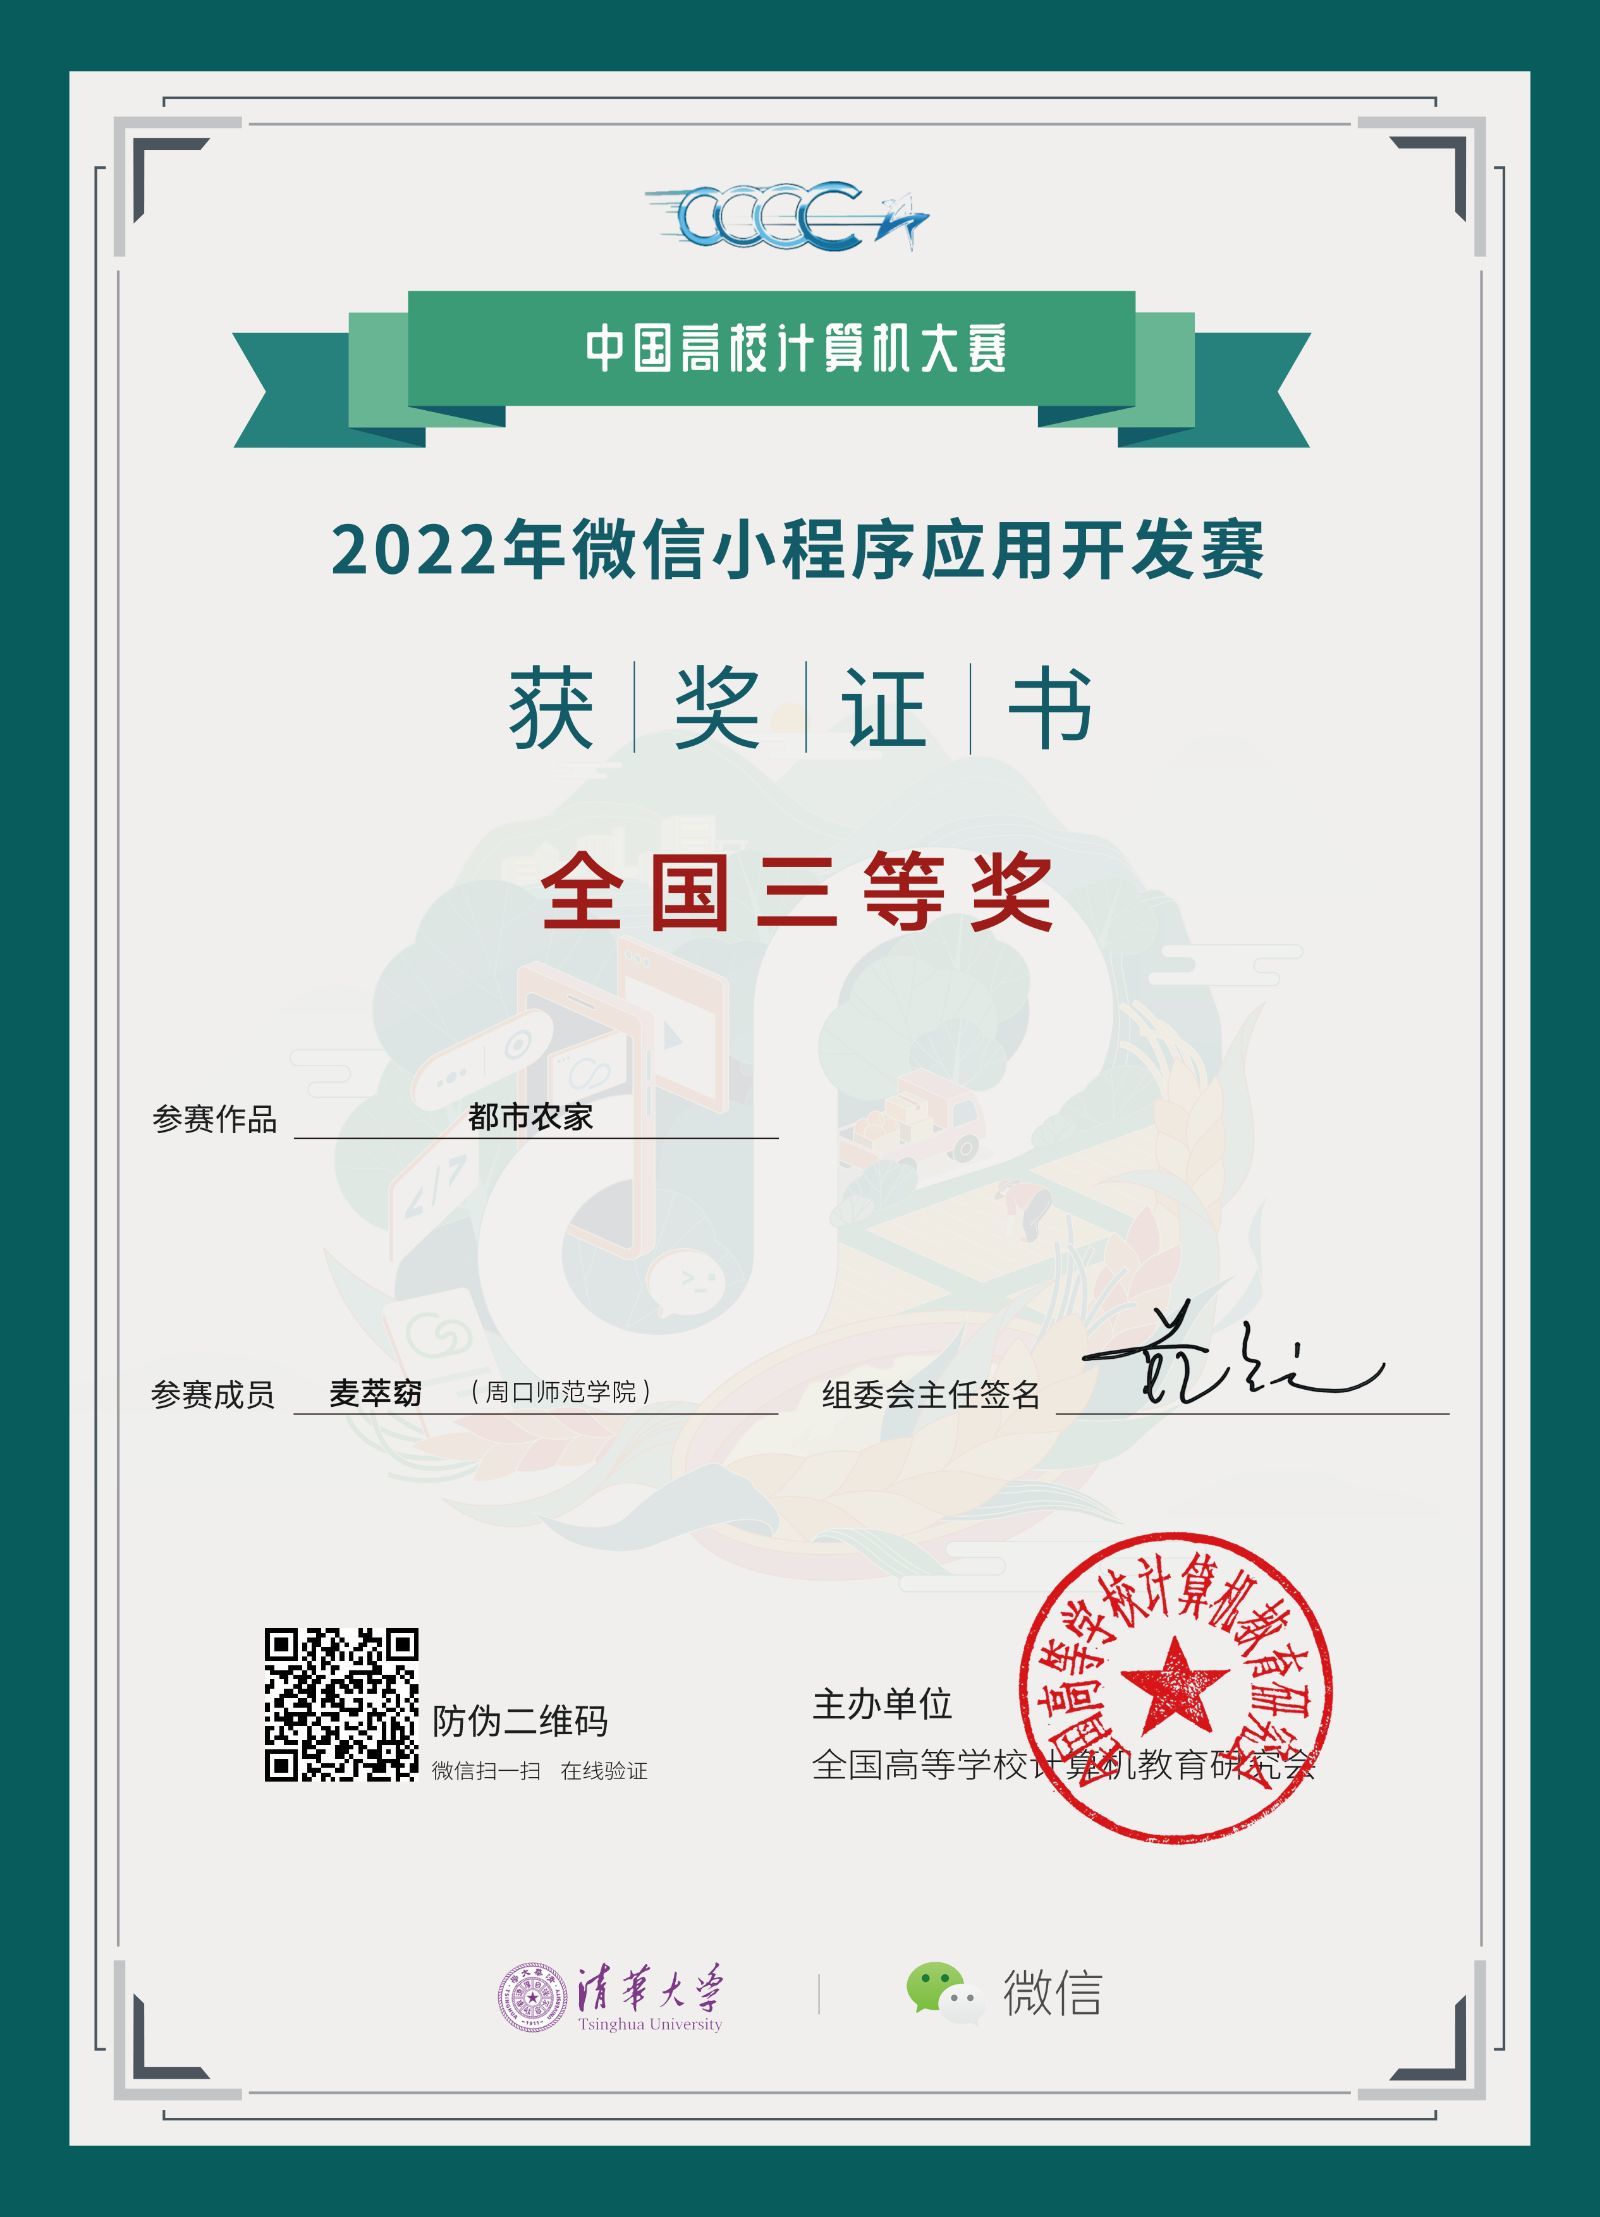 CCCC
中国高校计算机大赛
2022年微信小程序应用开发赛
获奖证书
全国三等奖
参赛作品 都市农家
参赛成员 麦萃窈 （周口师范学院）
组委会主任签名
防伪二维码
微信扫一扫 在线验证
主办单位
全国高等学校计算机教育研究会
全国高等学校计算机教育研究会
清華大学
Tsinghua University
微信